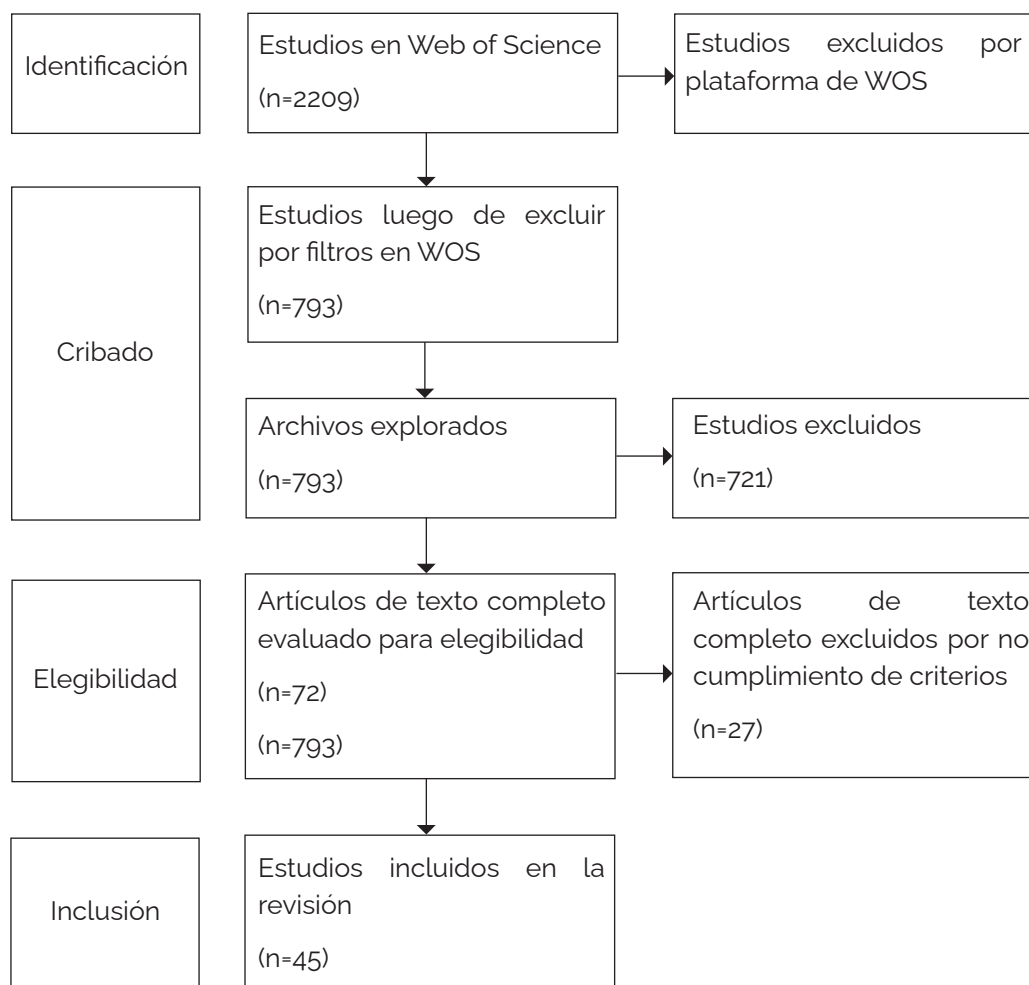 Identificación
Estudios en Web of Science
(n=2209)
Estudios excluidos por
plataforma de WOS
Cribado
Estudios luego de excluir
por filtros en WOS
(n=793)
Archivos explorados
(n=793)
Estudios excluidos
(n=721)
Elegibilidad
Artículos de texto completo
evaluado para elegibilidad
(n=72)
(n=793)
Artículos de texto
completo excluidos por no
cumplimiento de criterios
(n=27)
Inclusión
Estudios incluidos en la
revisión
(n=45)